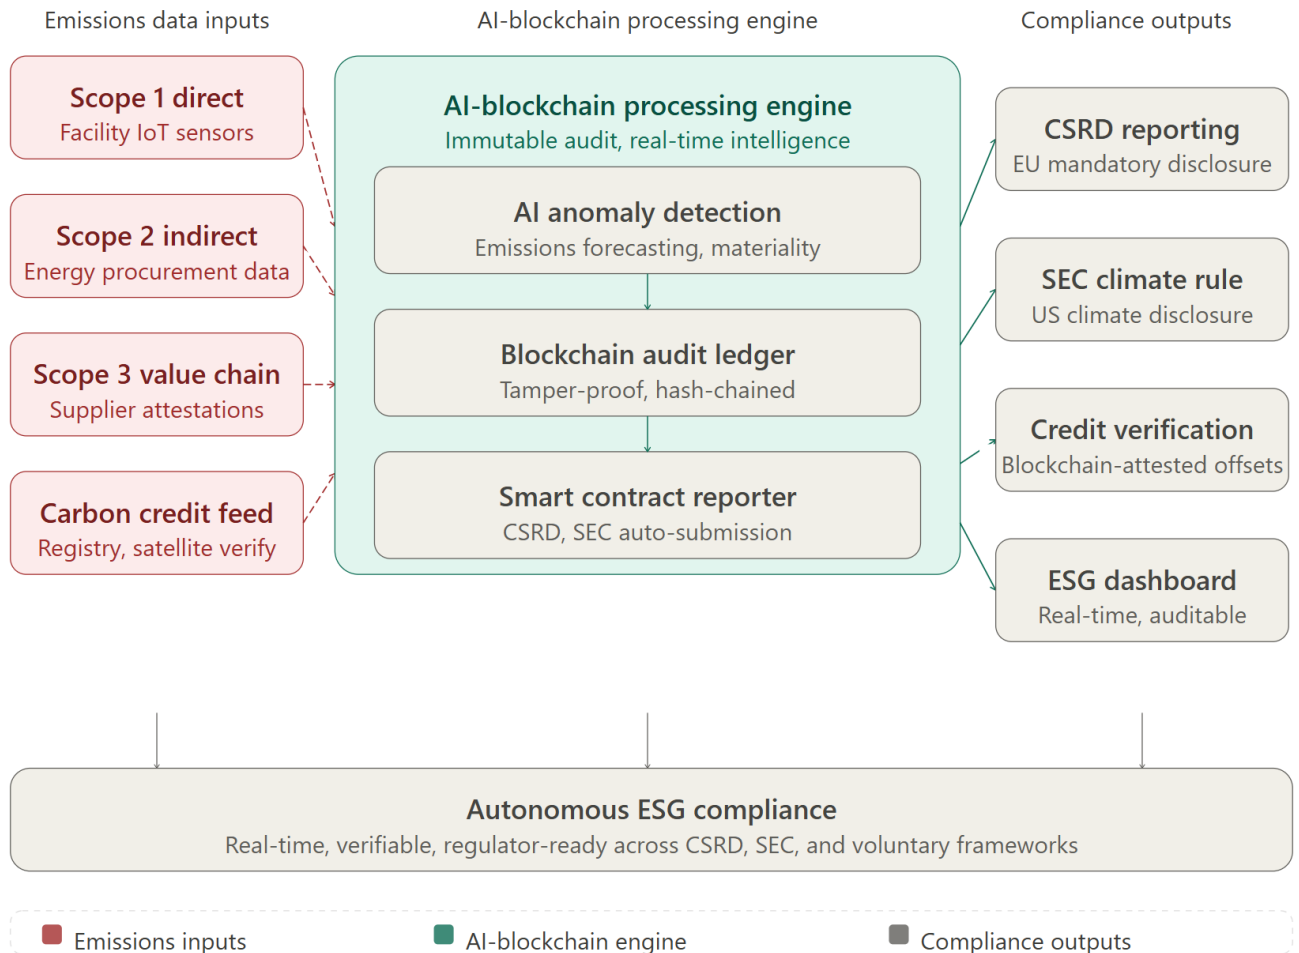 Emissions data inputs
AI-blockchain processing engine
Compliance outputs
Scope 1 direct
Facility IoT sensors
Scope 2 indirect
Energy procurement data
Scope 3 value chain
Supplier attestations
Carbon credit feed
Registry, satellite verify
AI-blockchain processing engine
Immutable audit, real-time intelligence
AI anomaly detection
Emissions forecasting, materiality
Blockchain audit ledger
Tamper-proof, hash-chained
Smart contract reporter
CSRD, SEC auto-submission
CSRD reporting
EU mandatory disclosure
SEC climate rule
US climate disclosure
Credit verification
Blockchain-attested offsets
ESG dashboard
Real-time, auditable
Autonomous ESG compliance
Real-time, verifiable, regulator-ready across CSRD, SEC, and voluntary frameworks
Emissions inputs
AI-blockchain engine
Compliance outputs